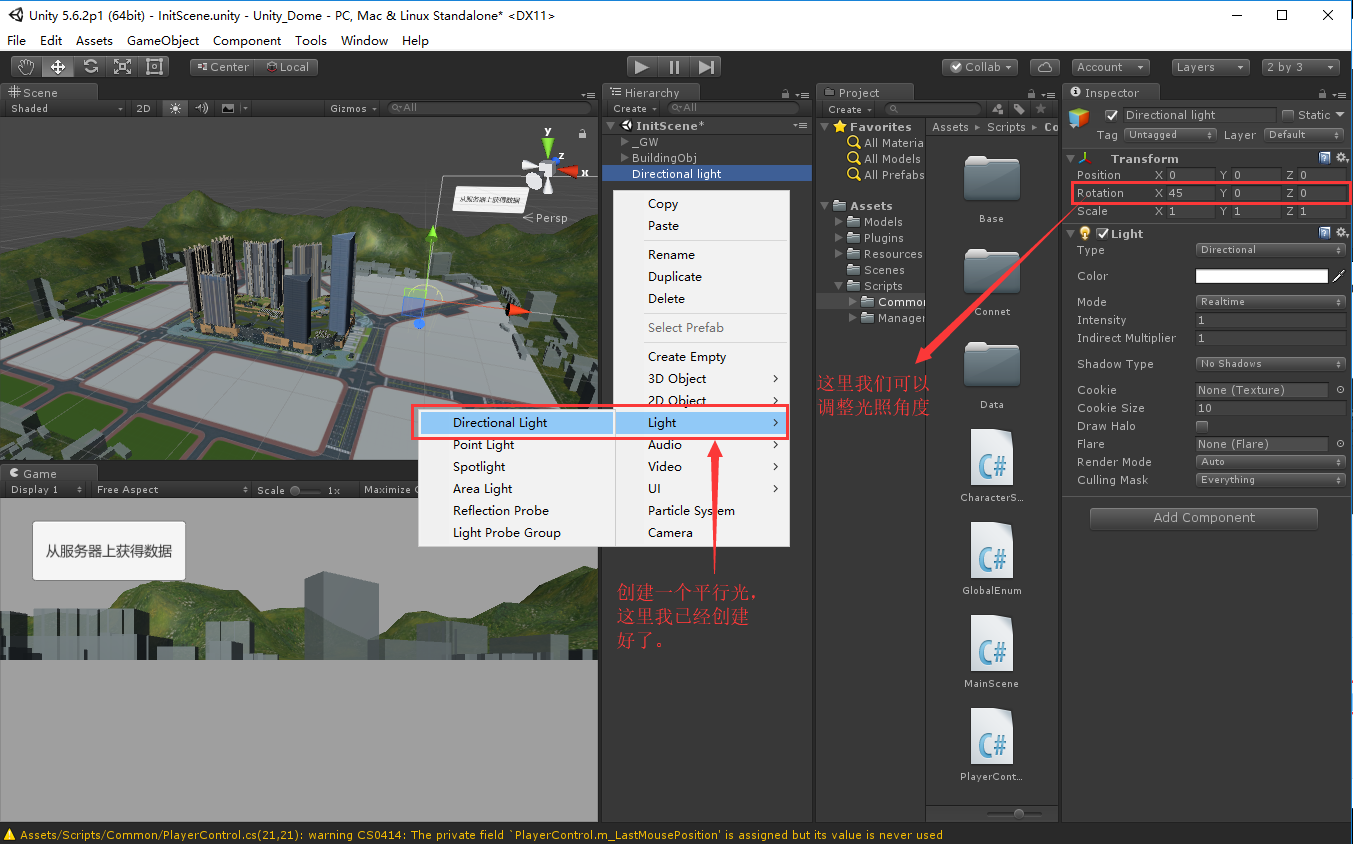 Unity 5.6.2p1 (64bit) - InitScene.unity - Unity_Dome - PC, Mac & Linux Standalone* <DX11>
File Edit Assets GameObject Component Tools Window Help
Center Local Collab Account Layers 2 by 3
Scene
Shaded 2D Gizmos All
y
z
x
Persp
从服务器上获得数据
Hierarchy
Create All
InitScene*
_GW
BuildingObj
Directional light
Copy
Paste
Rename
Duplicate
Delete
Select Prefab
Create Empty
3D Object
2D Object
Light
Audio
Video
UI
Particle System
Camera
Directional Light
Point Light
Spotlight
Area Light
Reflection Probe
Light Probe Group
创建一个平行光，
这里我已经创建
好了。
Game
Display 1 Free Aspect Scale 1x Maximize
从服务器上获得数据
Project
Create
Favorites
All Materia
All Models
All Prefabs
Assets
Models
Plugins
Resources
Scenes
Scripts
Commo
Manager
这里我们可以
调整光照角度
Assets Scripts Co
Base
Connet
Data
C#
CharacterS...
C#
GlobalEnum
C#
MainScene
C#
PlayerCont...
Inspector
Directional light Static
Tag Untagged Layer Default
Transform
Position X 0 Y 0 Z 0
Rotation X 45 Y 0 Z 0
Scale X 1 Y 1 Z 1
Light
Type Directional
Color
Mode Realtime
Intensity 1
Indirect Multiplier 1
Shadow Type No Shadows
Cookie None (Texture)
Cookie Size 10
Draw Halo
Flare None (Flare)
Render Mode Auto
Culling Mask Everything
Add Component
Assets/Scripts/Common/PlayerControl.cs(21,21): warning CS0414: The private field `PlayerControl.m_LastMousePosition' is assigned but its value is never used